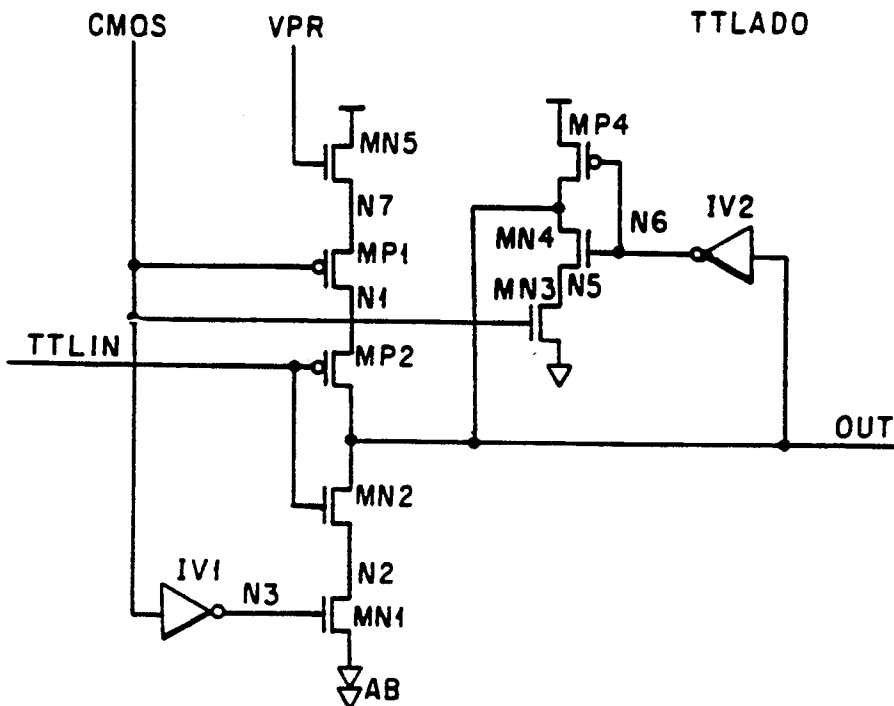 CMOS VPR TTLADO
MN5
MP4
N7
N6 IV2
MN4
MP1
N1
MN3 N5
TTLIN
MP2
OUT
MN2
IV1 N3 N2
MN1
AB